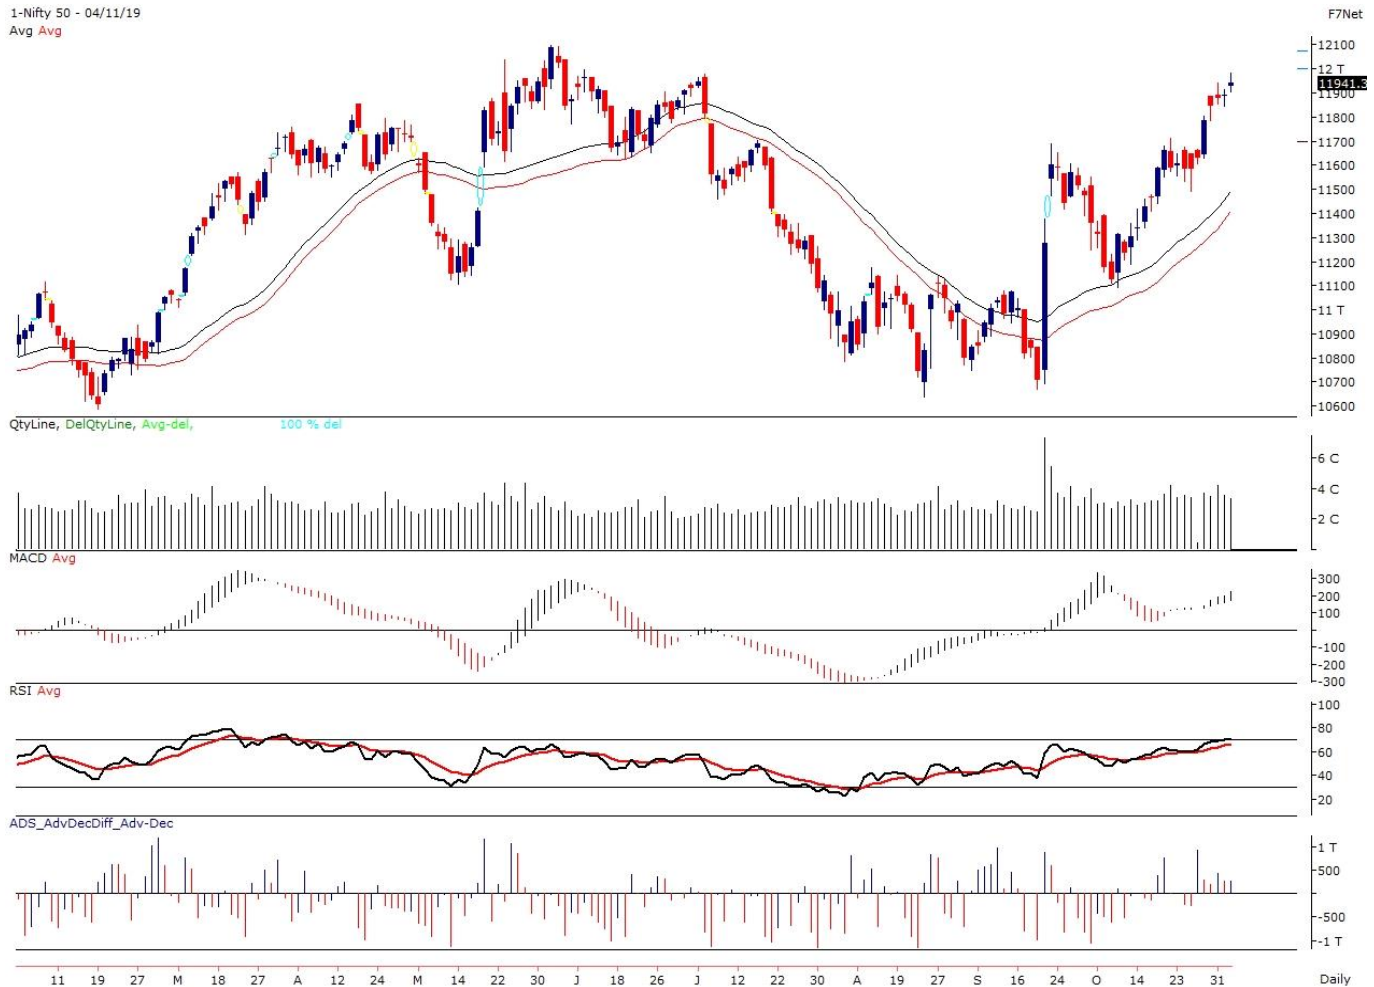 1-Nifty 50 - 04/11/19 F7Net
Avg Avg
12100
12 T
11941.3
11900
11800
11700
11600
11500
11400
11300
11200
11100
11 T
10900
10800
10700
10600
QtyLine, DelQtyLine, Avg-del, 100 % del
6 C
4 C
2 C
MACD Avg
300
200
100
-100
-200
-300
RSI Avg
100
80
60
40
20
ADS_AdvDecDiff_Adv-Dec
1 T
500
-500
-1 T
11 19 27 M 14 18 27 A 12 24 M 14 22 30 J 18 26 J 12 22 30 A 19 27 S 16 24 O 14 23 31 Daily